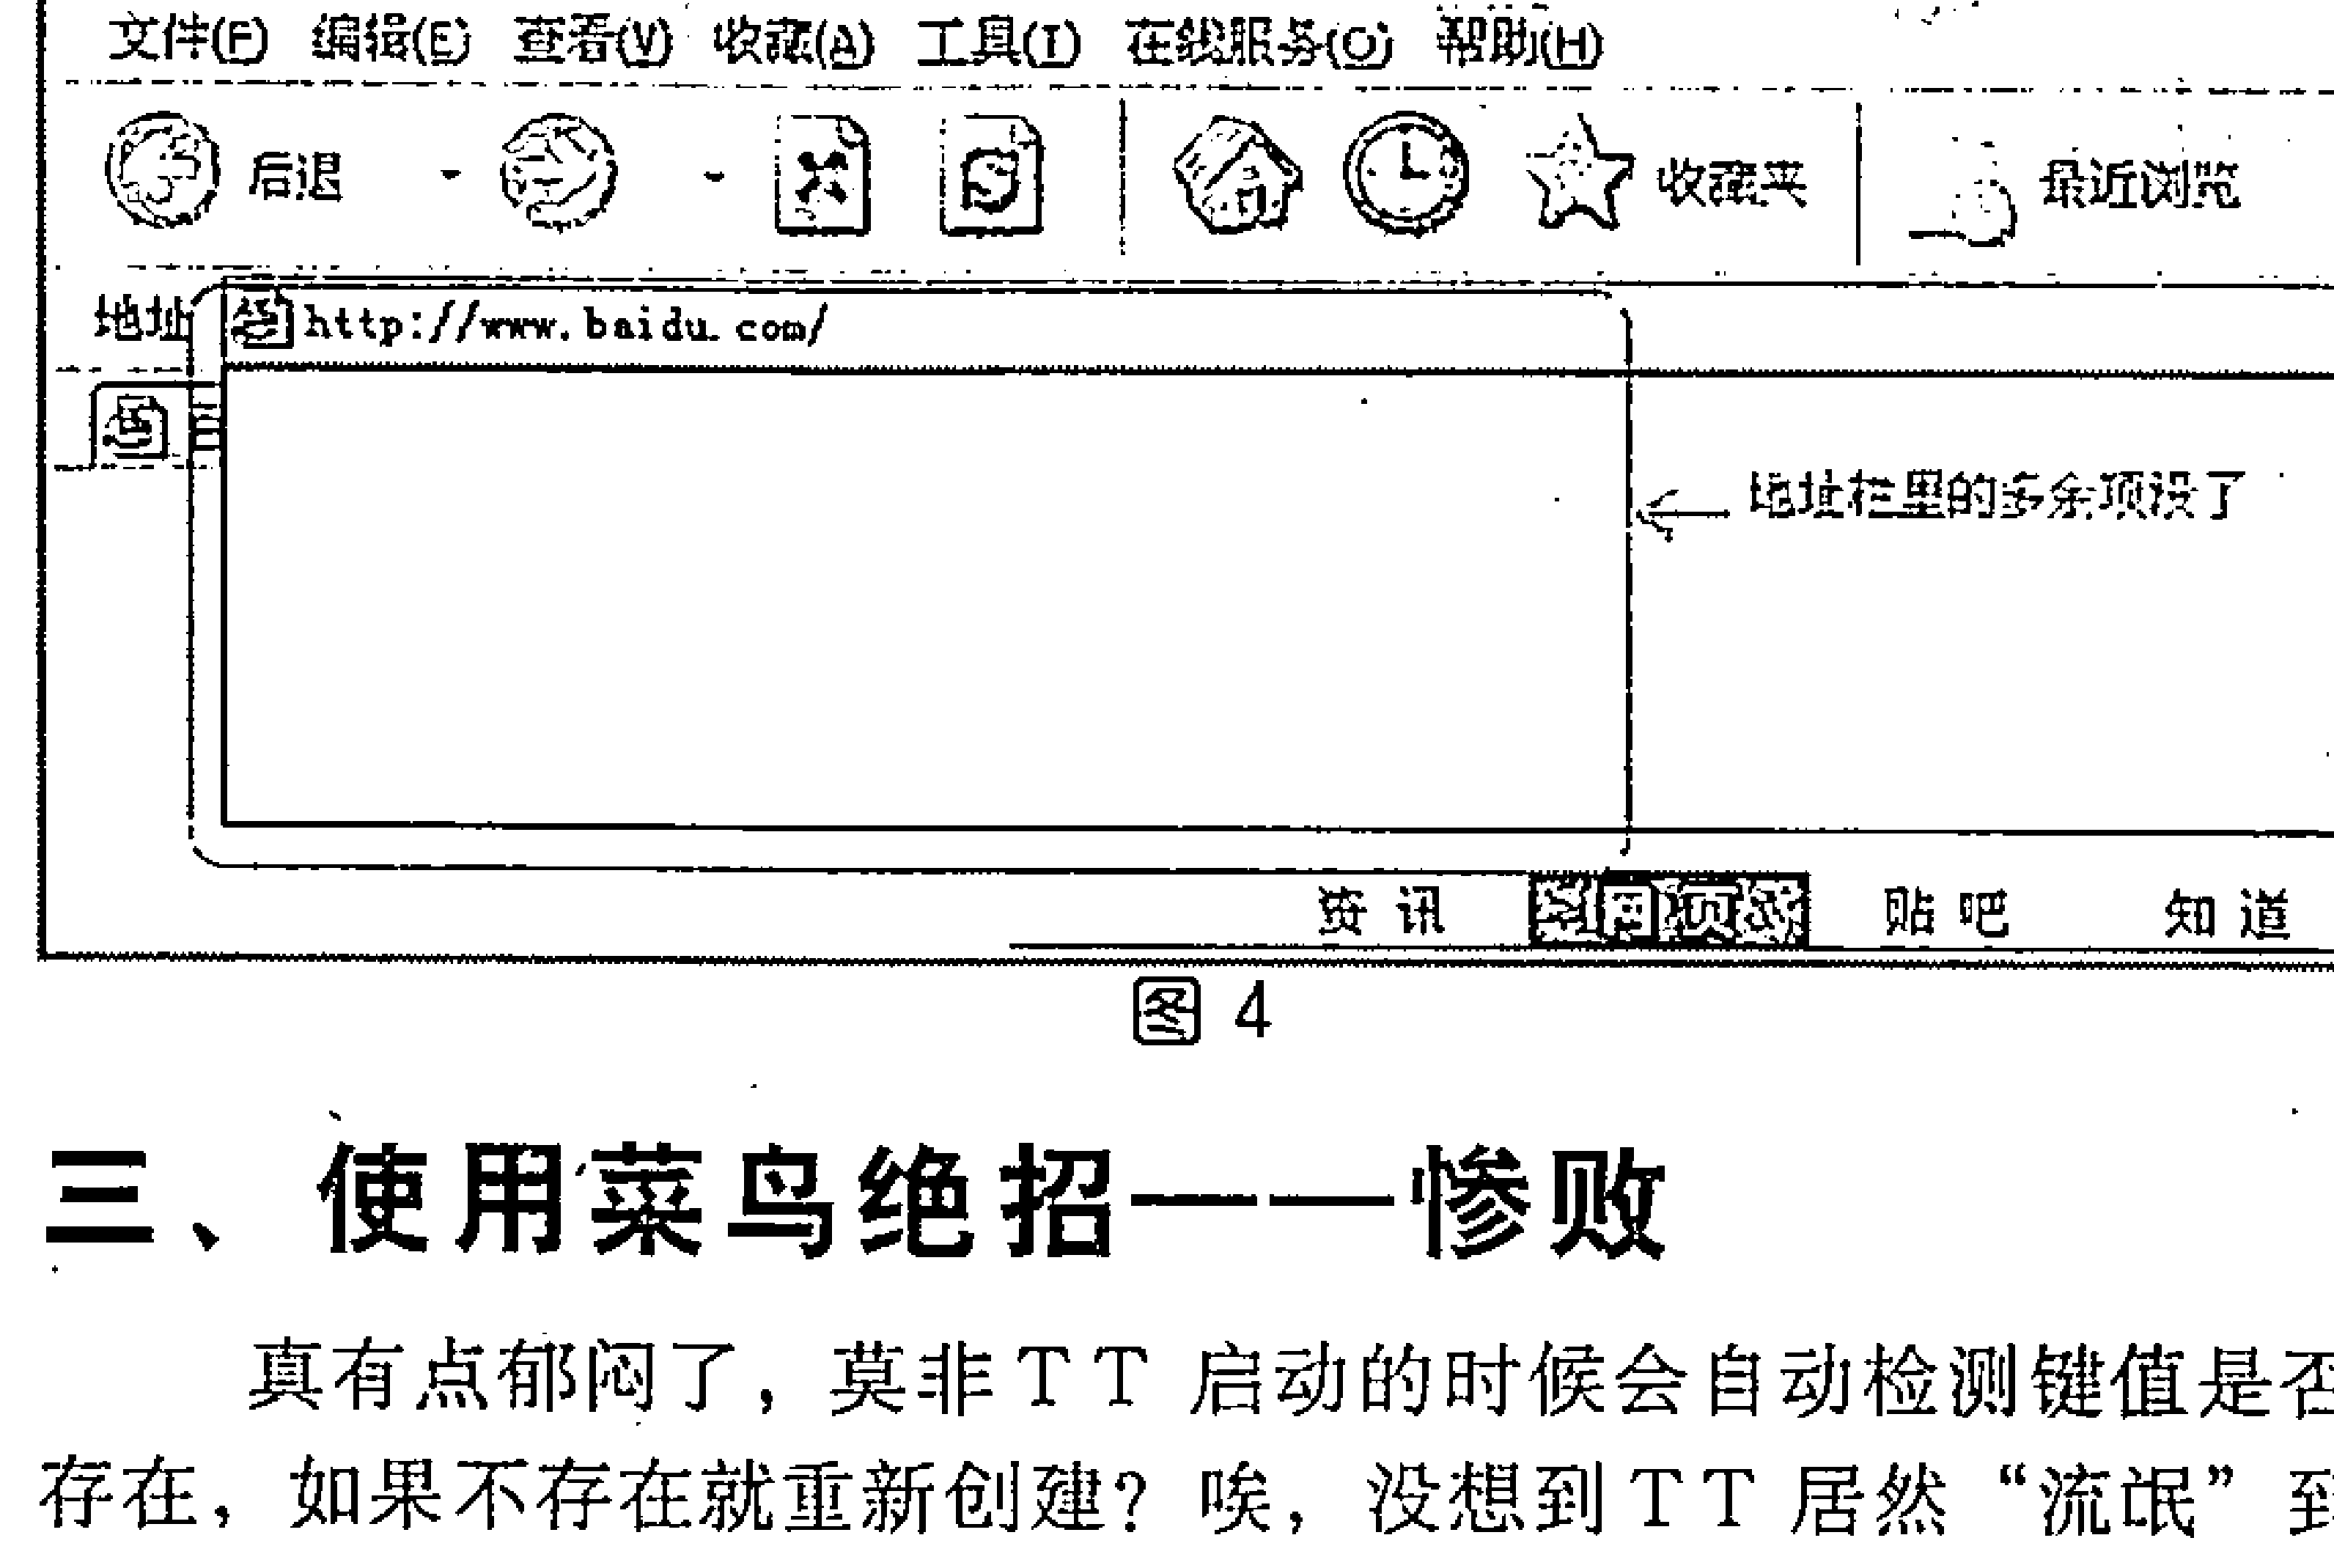 文件(F) 编辑(E) 查看(V) 收藏(A) 工具(T) 在线服务(O) 帮助(H)
后退 收藏夹 最近浏览
地址 http://www.baidu.com/
地址栏里的多余项没了
资讯 网页 贴吧 知道
图 4
三、使用菜鸟绝招——惨败
真有点郁闷了，莫非TT 启动的时候会自动检测键值是否
存在，如果不存在就重新创建？唉，没想到TT 居然“流氓”到